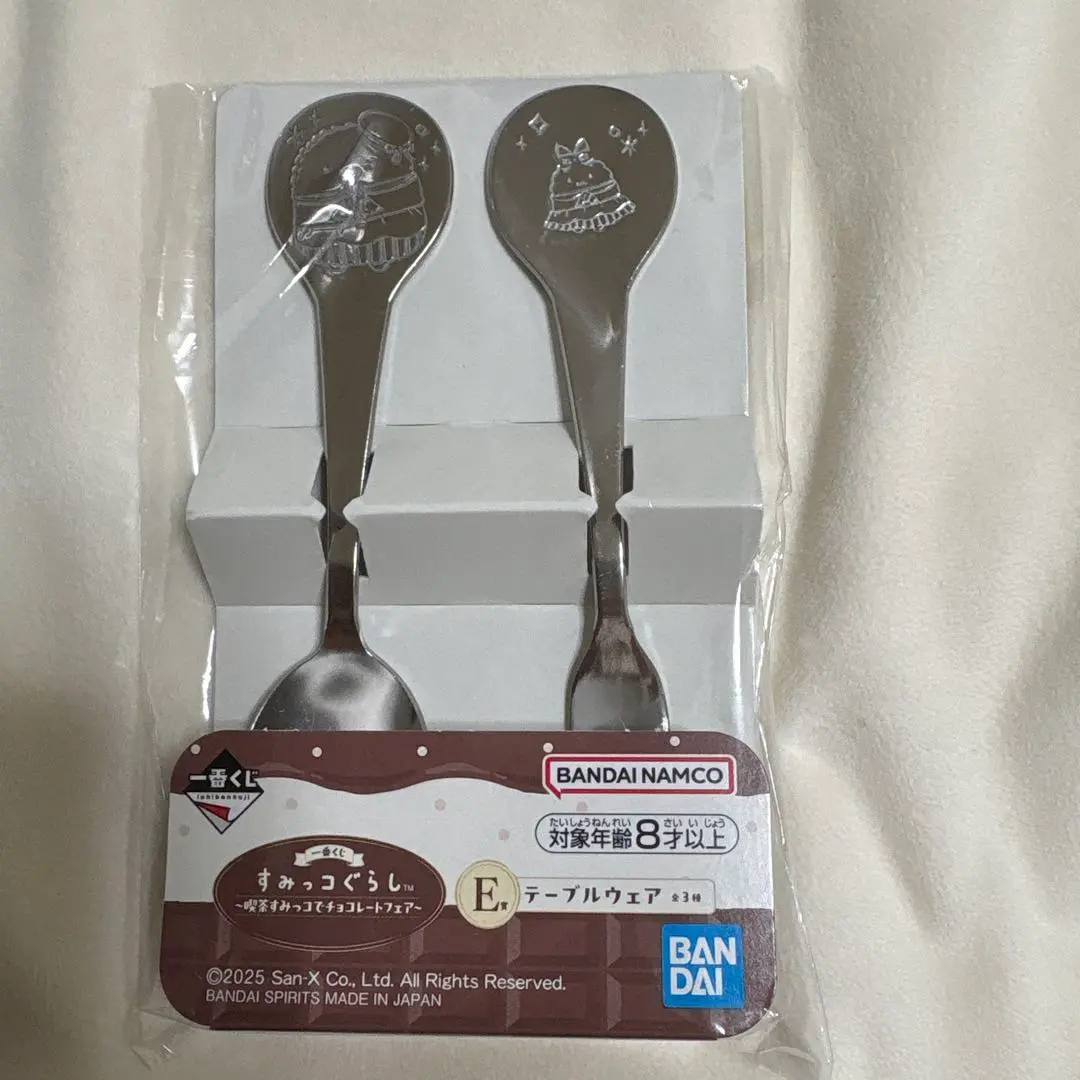 一番くじ
ichibankuji
BANDAI NAMCO
たいしょうねんれい さい いじょう
対象年齢8才以上
一番くじ
すみっコぐらし™
~喫茶すみっコでチョコレートフェア~
E賞 テーブルウェア 全3種
BAN
DAI
©2025 San-X Co., Ltd. All Rights Reserved.
BANDAI SPIRITS MADE IN JAPAN